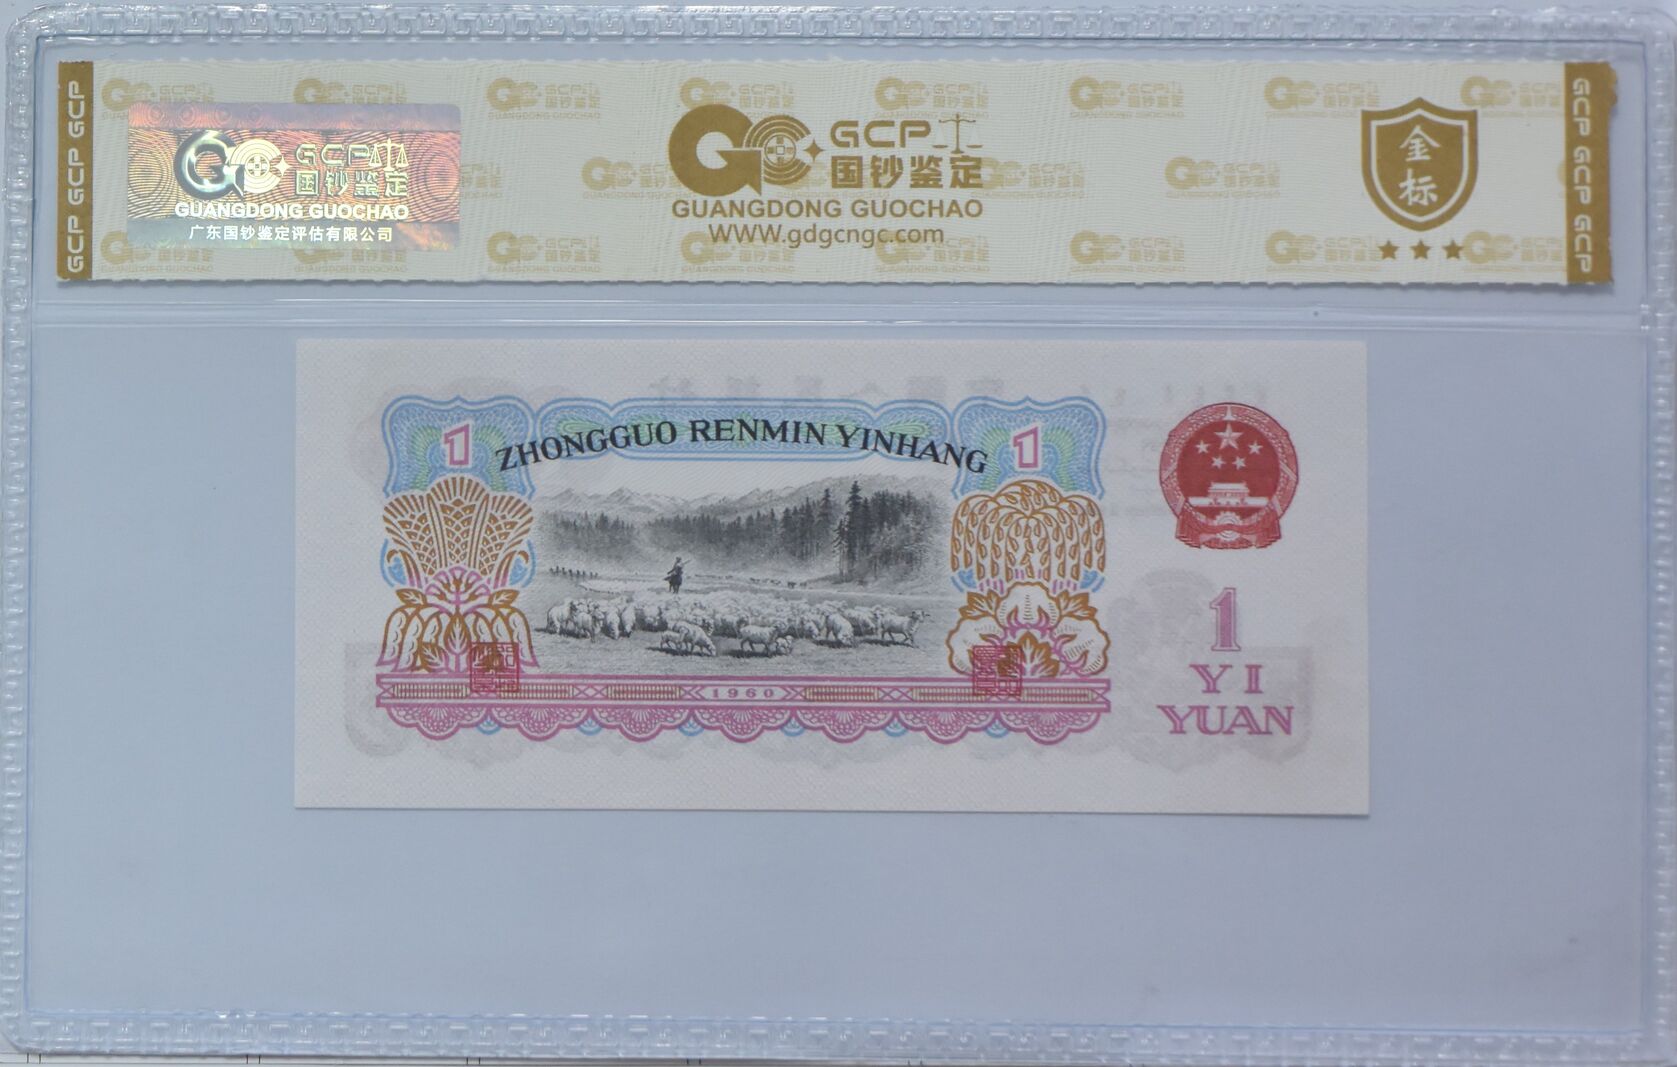 GCP GCP GCP
GCP
国钞鉴定
GUANGDONG GUOCHAO
广东国钞鉴定评估有限公司
GCP
国钞鉴定
GUANGDONG GUOCHAO
WWW.gdgcngc.com
金
标
GCP GCP GCP
1
ZHONGGUO RENMIN YINHANG
1
1960
1
YI
YUAN